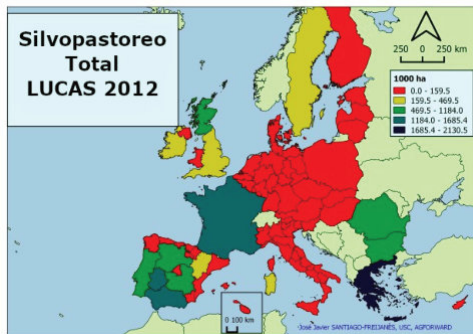 Silvopastoreo
Total
LUCAS 2012
250 0 250 km
1000 ha
0.0 - 159.5
159.5 - 469.5
469.5 - 1184.0
1184.0 - 1685.4
1685.4 - 2130.5
0 100 km
José Javier SANTIAGO-FREIJANES, USC, AGFORWARD